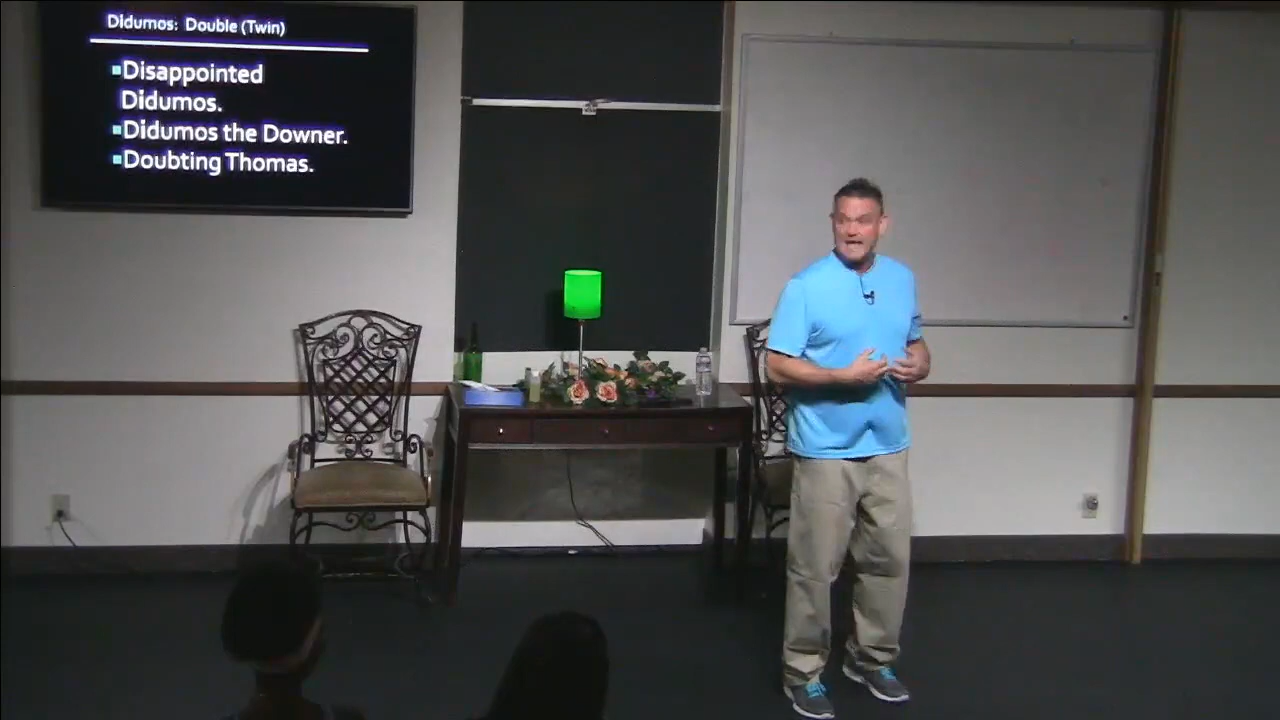 Didumos: Double (Twin)
▪Disappointed
Didumos.
▪Didumos the Downer.
▪Doubting Thomas.